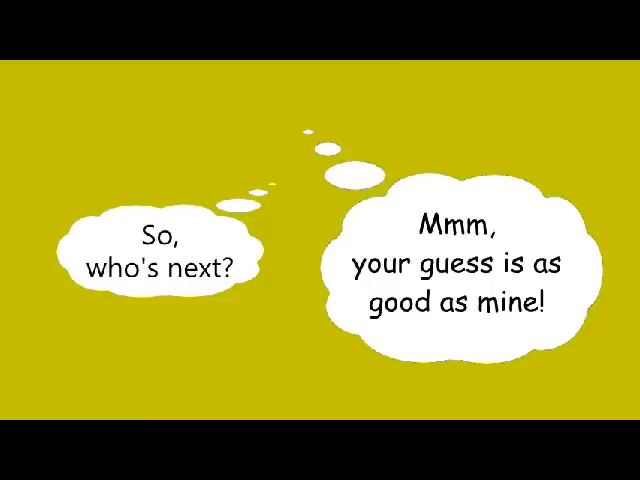 So,
who's next?
Mmm,
your guess is as
good as mine!